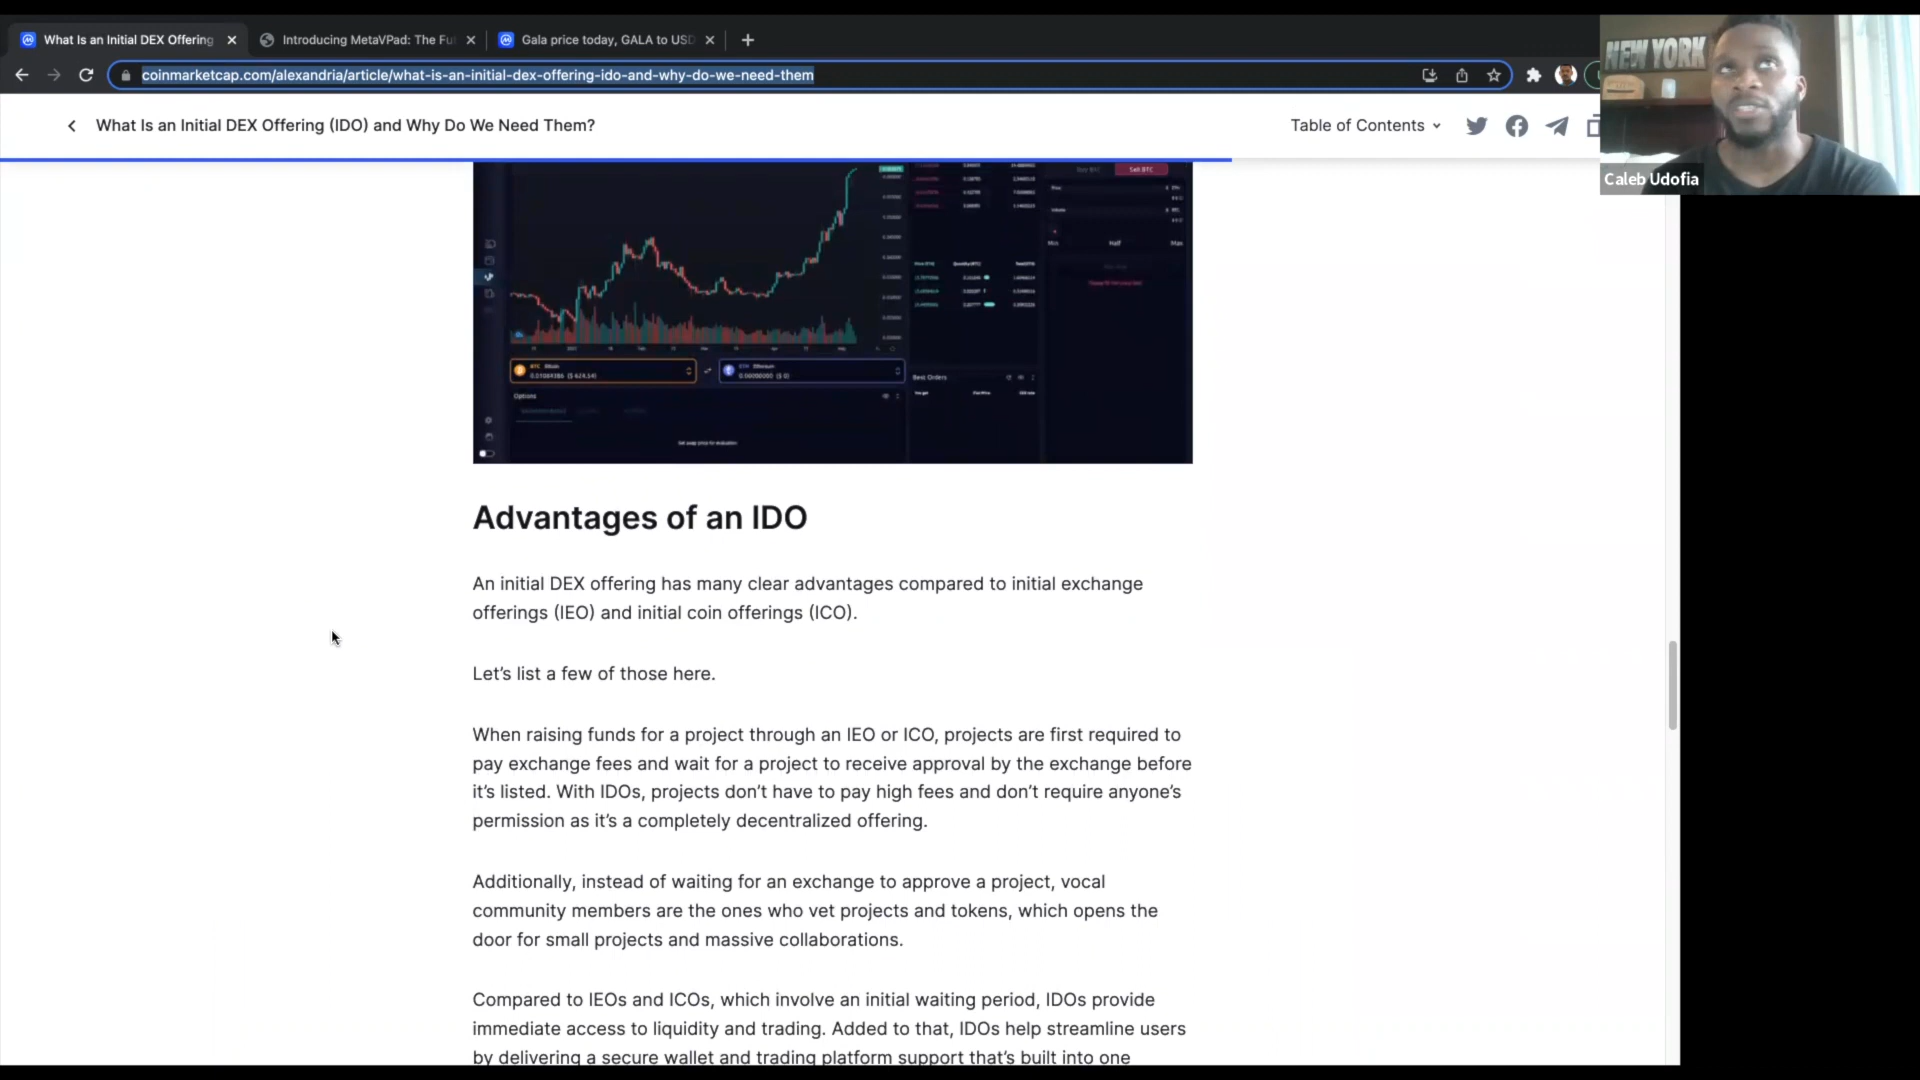 What Is an Initial DEX Offering
Introducing MetaVPad: The Fut
Gala price today, GALA to USD
coinmarketcap.com/alexandria/article/what-is-an-initial-dex-offering-ido-and-why-do-we-need-them
NEW YORK
What Is an Initial DEX Offering (IDO) and Why Do We Need Them?
Table of Contents
Caleb Udofia
Sell BTC
Min Half Max
Best Orders
Options
Advantages of an IDO
An initial DEX offering has many clear advantages compared to initial exchange
offerings (IEO) and initial coin offerings (ICO).
Let’s list a few of those here.
When raising funds for a project through an IEO or ICO, projects are first required to
pay exchange fees and wait for a project to receive approval by the exchange before
it’s listed. With IDOs, projects don’t have to pay high fees and don’t require anyone’s
permission as it’s a completely decentralized offering.
Additionally, instead of waiting for an exchange to approve a project, vocal
community members are the ones who vet projects and tokens, which opens the
door for small projects and massive collaborations.
Compared to IEOs and ICOs, which involve an initial waiting period, IDOs provide
immediate access to liquidity and trading. Added to that, IDOs help streamline users
by delivering a secure wallet and trading platform support that’s built into one